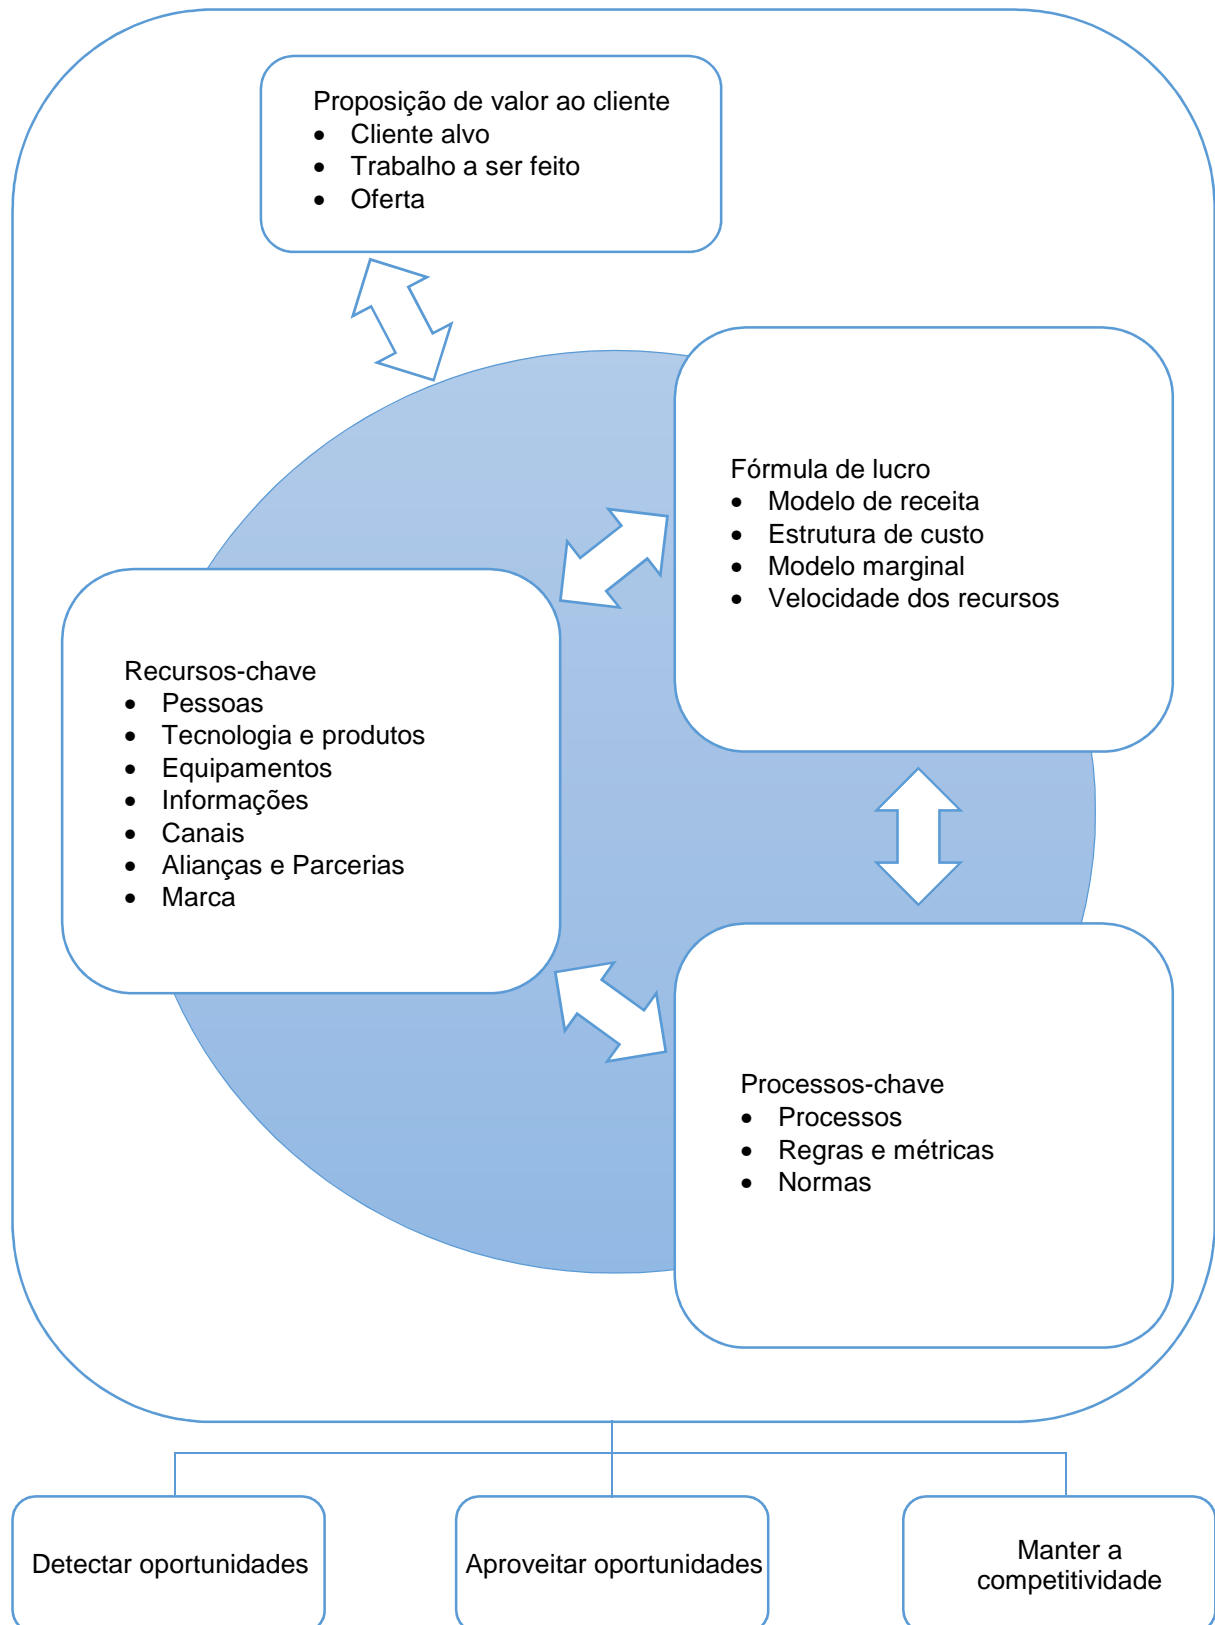 Proposição de valor ao cliente
• Cliente alvo
• Trabalho a ser feito
• Oferta
Fórmula de lucro
• Modelo de receita
• Estrutura de custo
• Modelo marginal
• Velocidade dos recursos
Recursos-chave
• Pessoas
• Tecnologia e produtos
• Equipamentos
• Informações
• Canais
• Alianças e Parcerias
• Marca
Processos-chave
• Processos
• Regras e métricas
• Normas
Detectar oportunidades
Aproveitar oportunidades
Manter a
competitividade